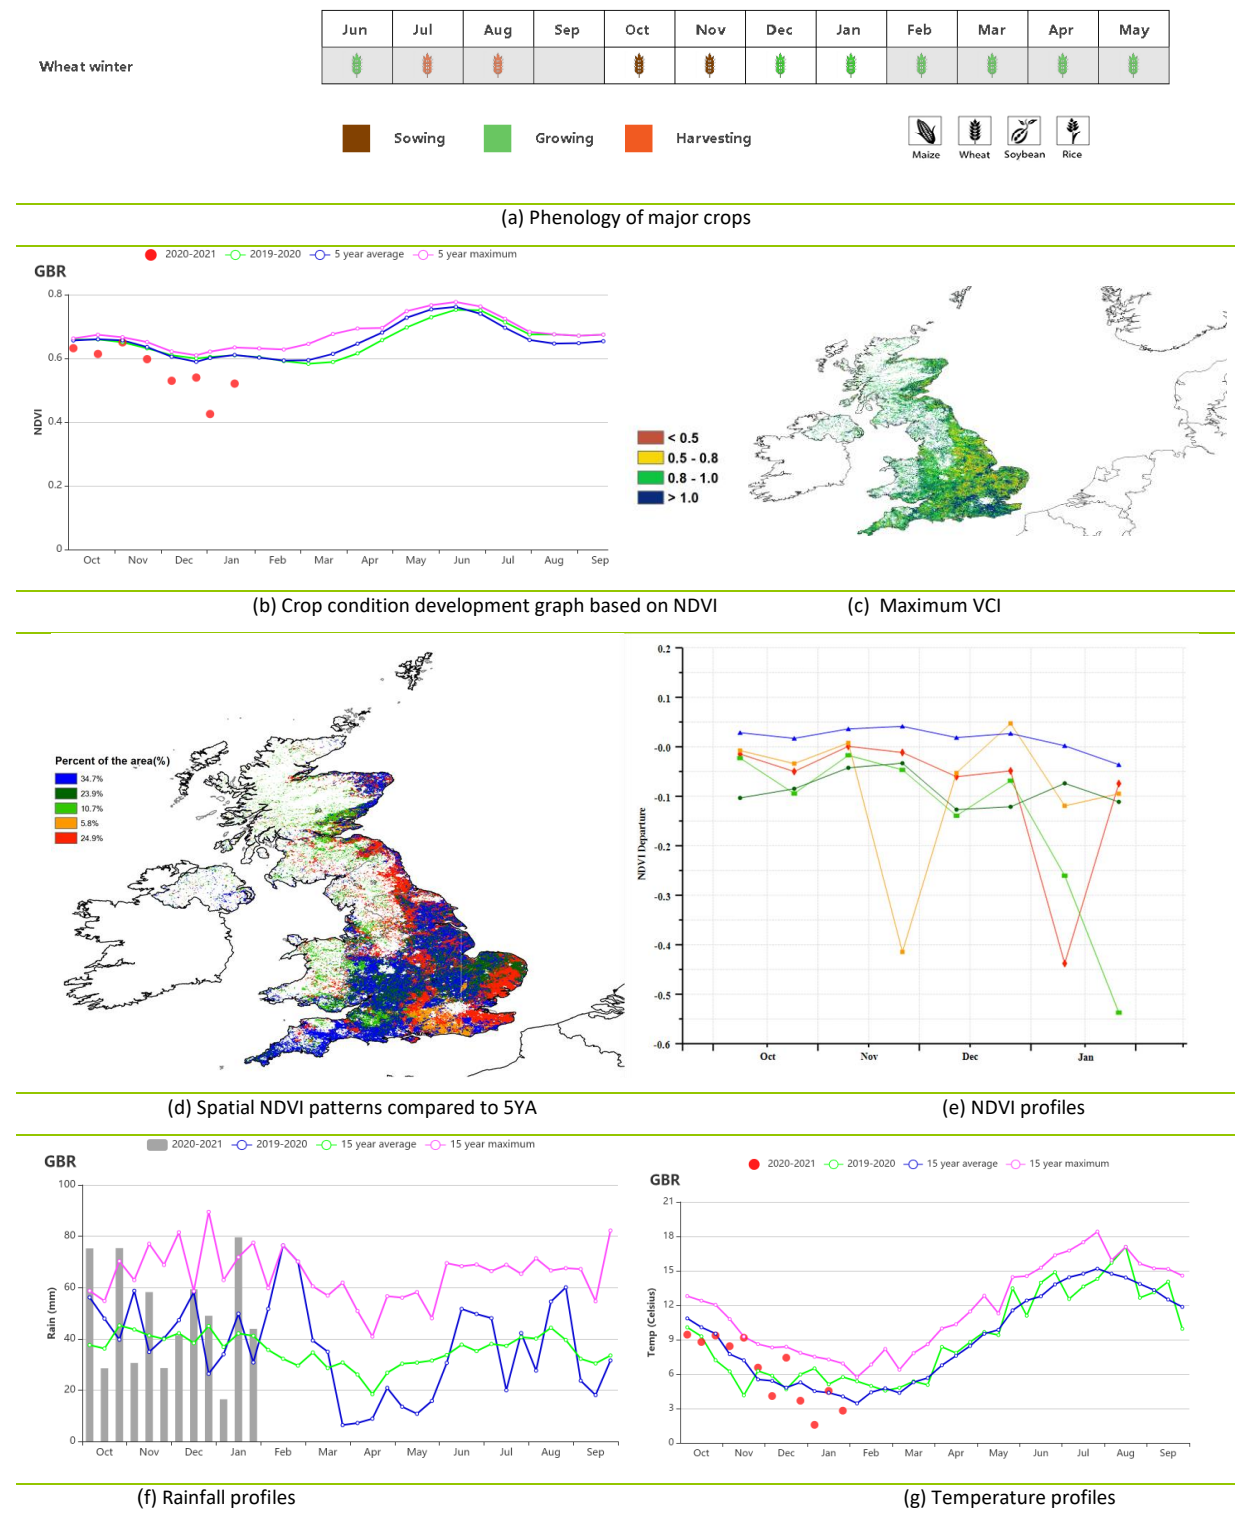 Jun Jul Aug Sep Oct Nov Dec Jan Feb Mar Apr May
Wheat winter
Sowing Growing Harvesting
Maize Wheat Soybean Rice
(a) Phenology of major crops
2020-2021 2019-2020 5 year average 5 year maximum
GBR
0.8
0.6
0.4
0.2
0
NDVI
Oct Nov Dec Jan Feb Mar Apr May Jun Jul Aug Sep
< 0.5
0.5 - 0.8
0.8 - 1.0
> 1.0
(b) Crop condition development graph based on NDVI (c) Maximum VCI
Percent of the area(%)
34.7%
23.9%
10.7%
5.8%
24.9%
0.2
0.1
-0.0
-0.1
-0.2
-0.3
-0.4
-0.5
-0.6
NDVI Departure
Oct Nov Dec Jan
(d) Spatial NDVI patterns compared to 5YA (e) NDVI profiles
2020-2021 2019-2020 15 year average 15 year maximum
GBR
100
80
60
40
20
0
Rain (mm)
Oct Nov Dec Jan Feb Mar Apr May Jun Jul Aug Sep
2020-2021 2019-2020 15 year average 15 year maximum
GBR
21
18
15
12
9
6
3
0
Temp (Celsius)
Oct Nov Dec Jan Feb Mar Apr May Jun Jul Aug Sep
(f) Rainfall profiles (g) Temperature profiles